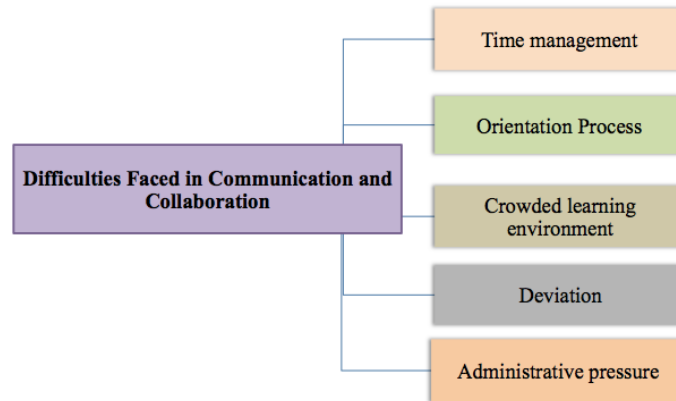 Time management
Orientation Process
Difficulties Faced in Communication and
Collaboration
Crowded learning
environment
Deviation
Administrative pressure